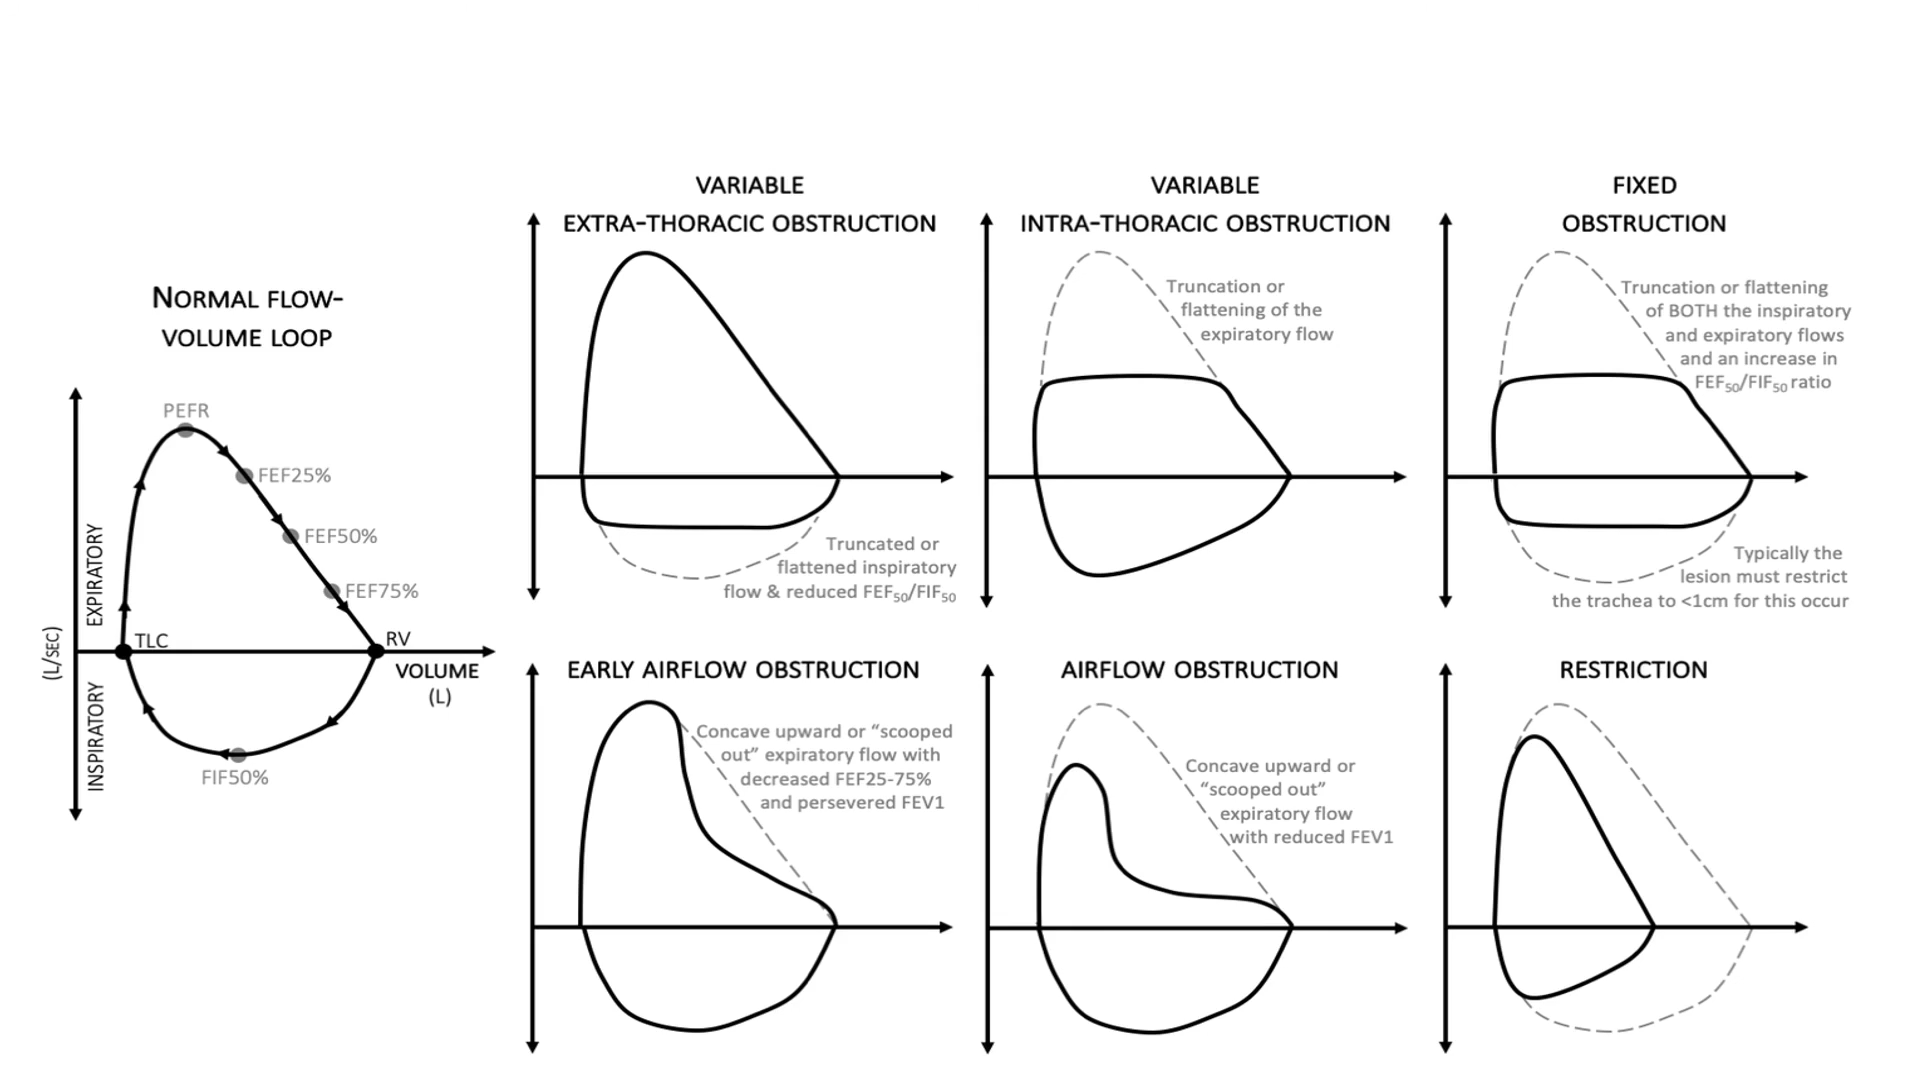 NORMAL FLOW-
VOLUME LOOP
PEFR
FEF25%
FEF50%
FEF75%
TLC
RV
VOLUME
(L)
(L/SEC)
EXPIRATORY
INSPIRATORY
FIF50%
VARIABLE
EXTRA-THORACIC OBSTRUCTION
Truncated or
flattened inspiratory
flow & reduced FEF50/FIF50
VARIABLE
INTRA-THORACIC OBSTRUCTION
Truncation or
flattening of the
expiratory flow
FIXED
OBSTRUCTION
Truncation or flattening
of BOTH the inspiratory
and expiratory flows
and an increase in
FEF50/FIF50 ratio
Typically the
lesion must restrict
the trachea to <1cm for this occur
EARLY AIRFLOW OBSTRUCTION
Concave upward or “scooped
out” expiratory flow with
decreased FEF25-75%
and persevered FEV1
AIRFLOW OBSTRUCTION
Concave upward or
“scooped out”
expiratory flow
with reduced FEV1
RESTRICTION